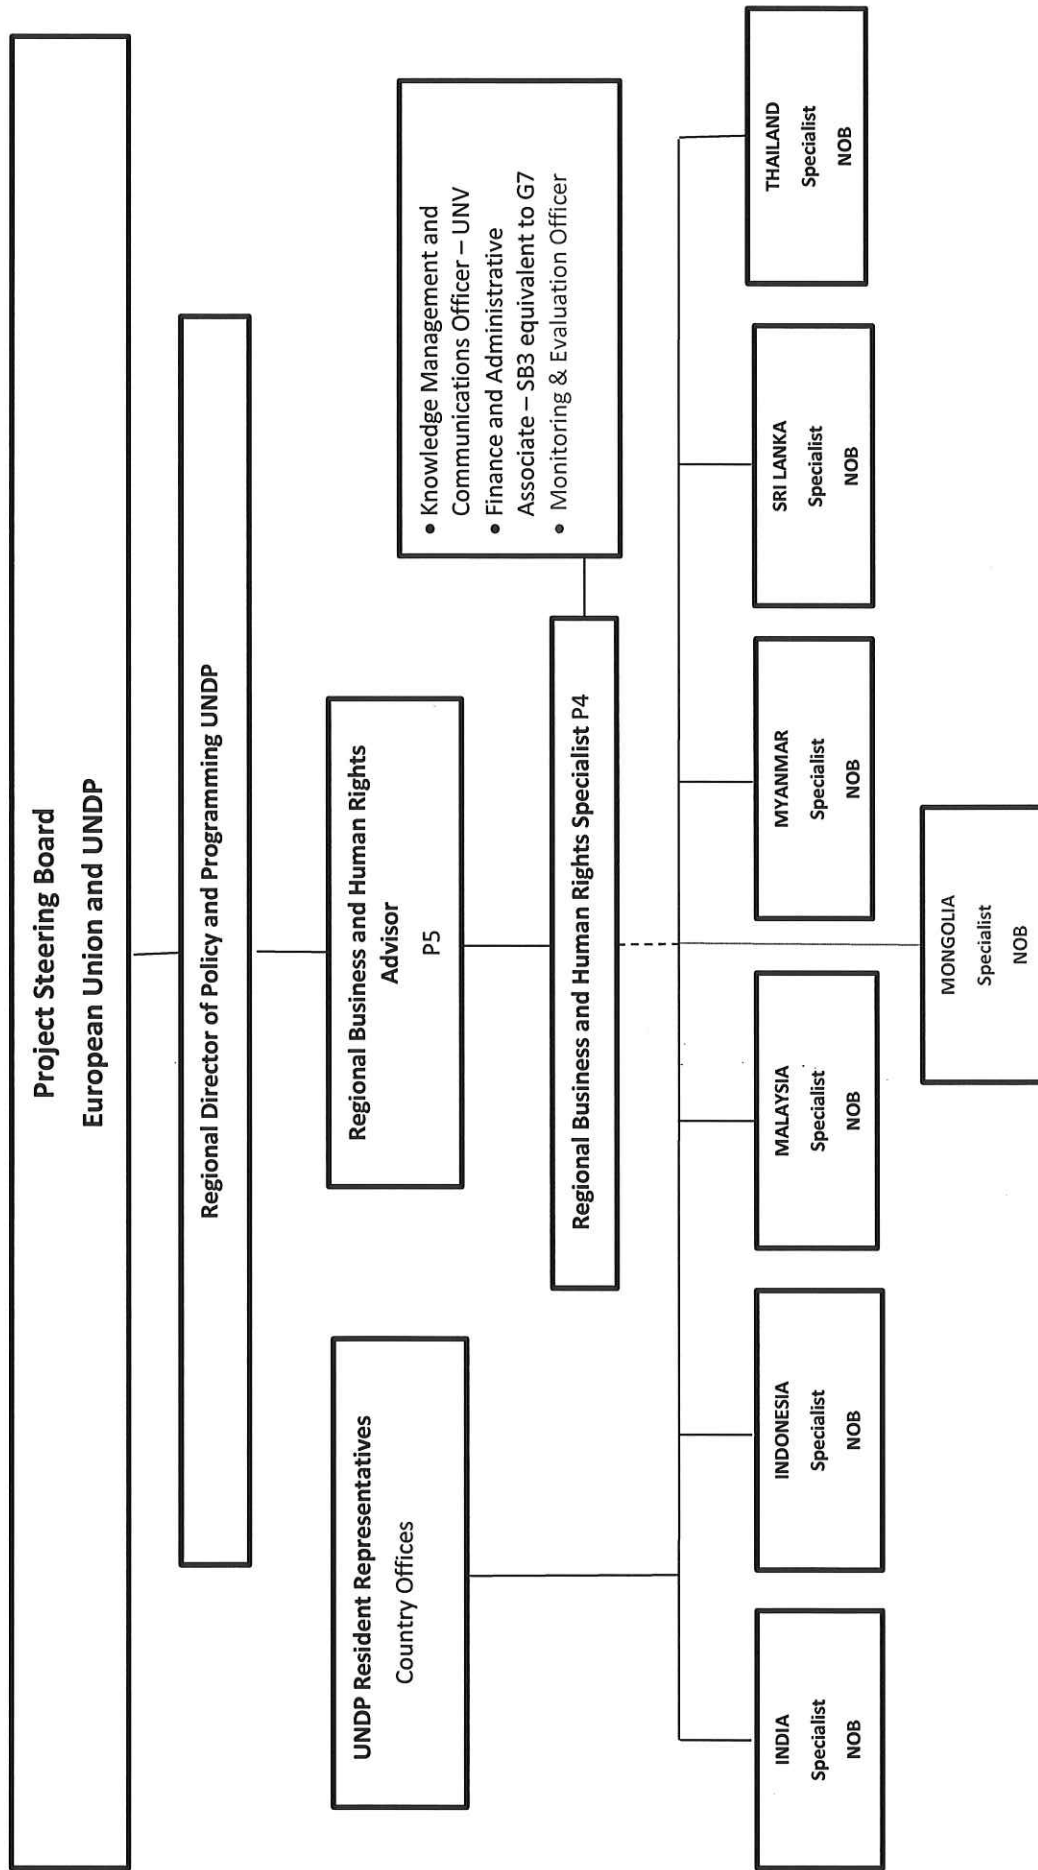 Project Steering Board
European Union and UNDP
Regional Director of Policy and Programming UNDP
UNDP Resident Representatives
Country Offices
Regional Business and Human Rights
Advisor
P5
• Knowledge Management and
Communications Officer – UNV
• Finance and Administrative
Associate – SB3 equivalent to G7
• Monitoring & Evaluation Officer
Regional Business and Human Rights Specialist P4
INDIA
Specialist
NOB
INDONESIA
Specialist
NOB
MALAYSIA
Specialist
NOB
MYANMAR
Specialist
NOB
SRI LANKA
Specialist
NOB
THAILAND
Specialist
NOB
MONGOLIA
Specialist
NOB